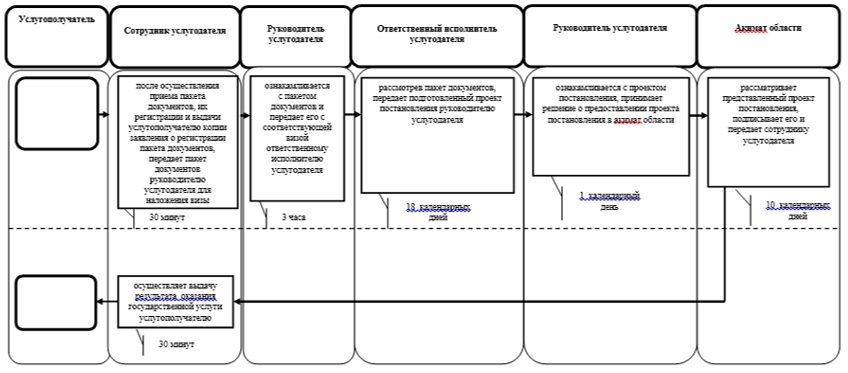 Услугополучатель
Сотрудник услугодателя
Руководитель
услугодателя
Ответственный исполнитель
услугодателя
Руководитель услугодателя
Акимат области
после осуществления
приема пакета
документов, их
регистрации и выдачи
услугополучателю копии
заявления о регистрации
пакета документов,
передает пакет
документов
руководителю
услугодателя для
наложения визы
30 минут
ознакамливается
с пакетом
документов и
передает его с
соответствующей
визой
ответственному
исполнителю
услугодателя
3 часа
рассмотрев пакет документов,
передает подготовленный проект
постановления руководителю
услугодателя
18 календарных
дней
ознакамливается с проектом
постановления, принимает
решение о предоставлении проекта
постановления в акимат области
1 календарный
день
рассматривает
представленный проект
постановления,
подписывает его и
передает сотруднику
услугодателя
10 календарных
дней
осуществляет выдачу
результата оказания
государственной услуги
услугополучателю
30 минут